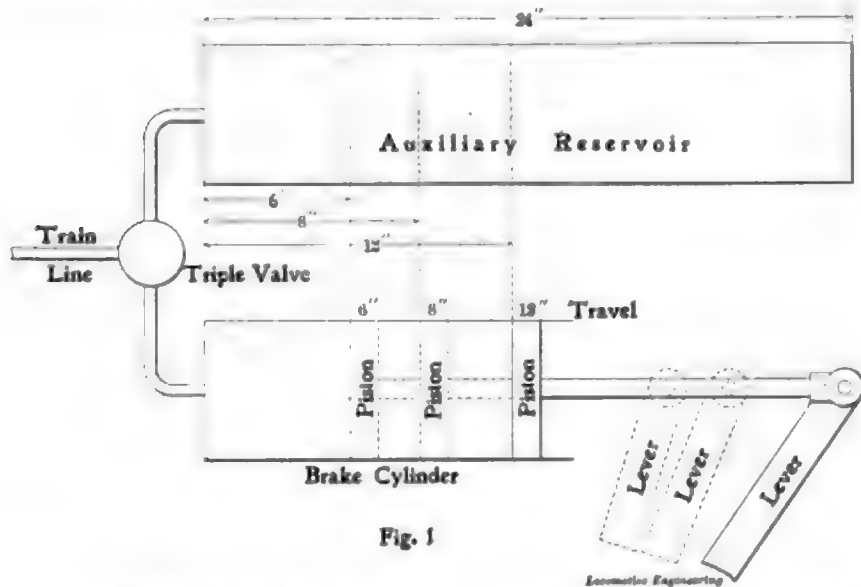 24"
Auxiliary Reservoir
6
8"
12"
Train
Line
Triple Valve
6" 8" 12" Travel
Piston
Piston
Piston
Lever
Lever
Lever
Brake Cylinder
Fig. 1
Locomotive Engineering